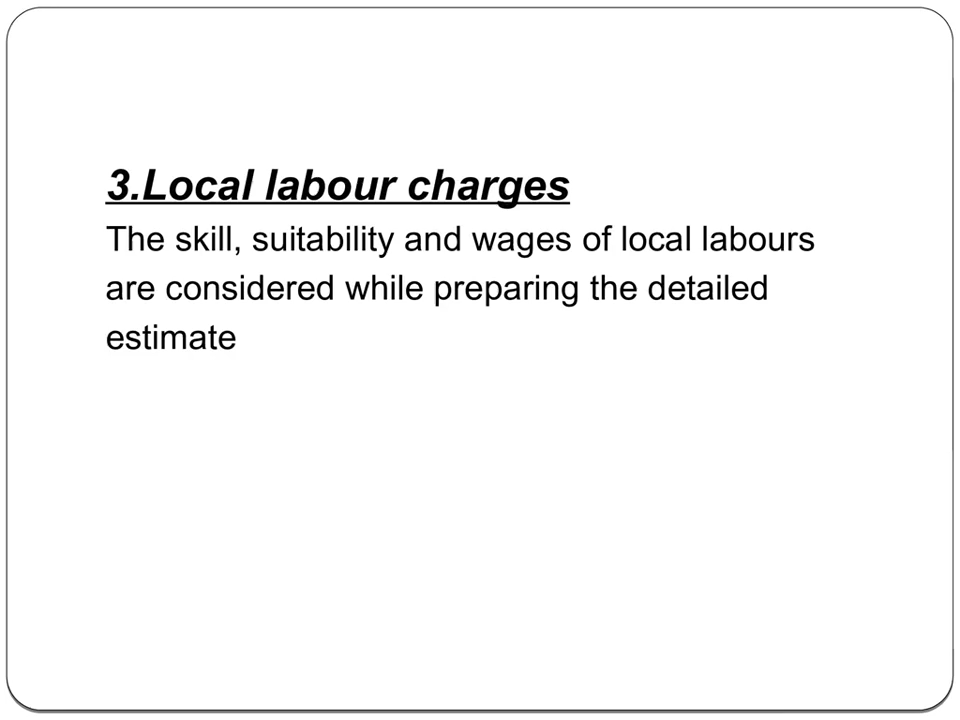 3.Local labour charges
The skill, suitability and wages of local labours
are considered while preparing the detailed
estimate